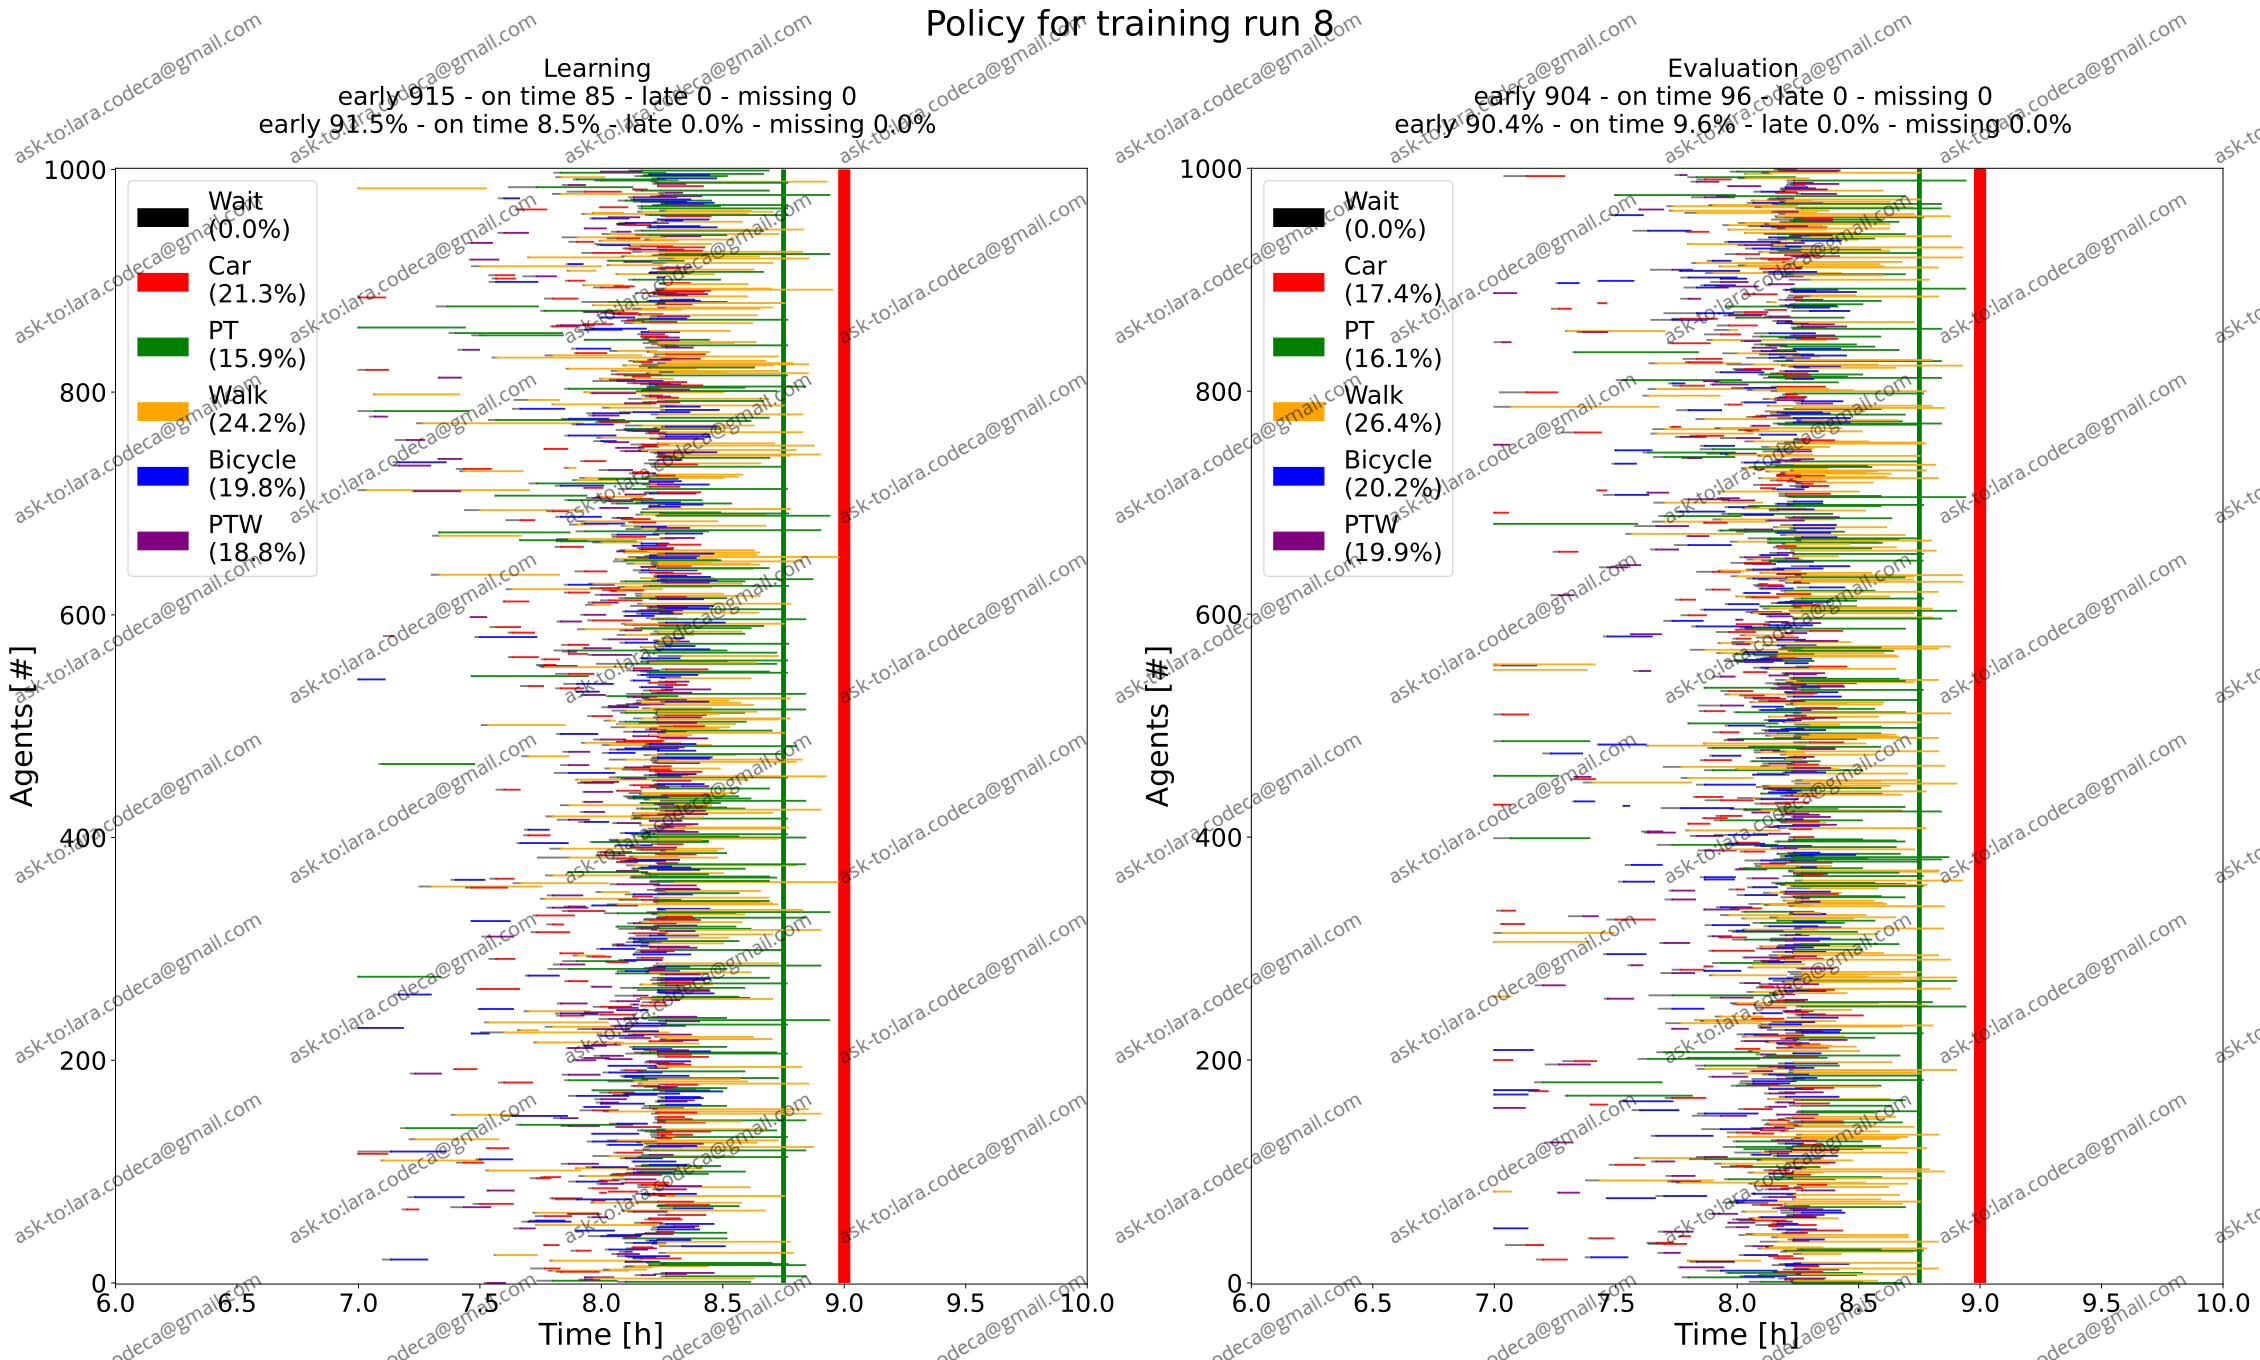 Policy for training run 8
Learning
early 915 - on time 85 - late 0 - missing 0
early 91.5% - on time 8.5% - late 0.0% - missing 0.0%
1000
800
600
400
200
0
Agents [#]
Wait
(0.0%)
Car
(21.3%)
PT
(15.9%)
Walk
(24.2%)
Bicycle
(19.8%)
PTW
(18.8%)
6.0 6.5 7.0 7.5 8.0 8.5 9.0 9.5 10.0
Time [h]
Evaluation
early 904 - on time 96 - late 0 - missing 0
early 90.4% - on time 9.6% - late 0.0% - missing 0.0%
1000
800
600
400
200
0
Agents [#]
Wait
(0.0%)
Car
(17.4%)
PT
(16.1%)
Walk
(26.4%)
Bicycle
(20.2%)
PTW
(19.9%)
6.0 6.5 7.0 7.5 8.0 8.5 9.0 9.5 10.0
Time [h]
ask-to:lara.codeca@gmail.com